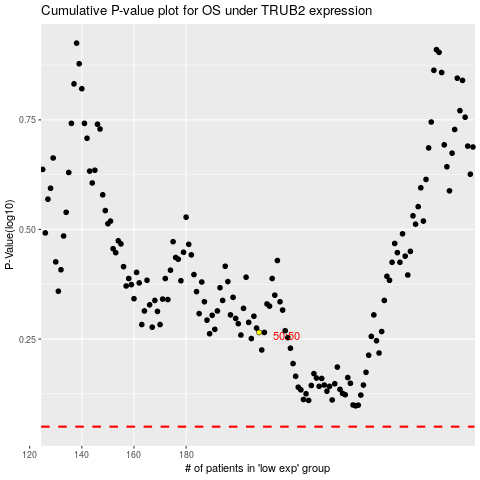 Cumulative P-value plot for OS under TRUB2 expression
P-Value(log10)
0.75
0.50
0.25
50:50
120 140 160 180
# of patients in 'low exp' group